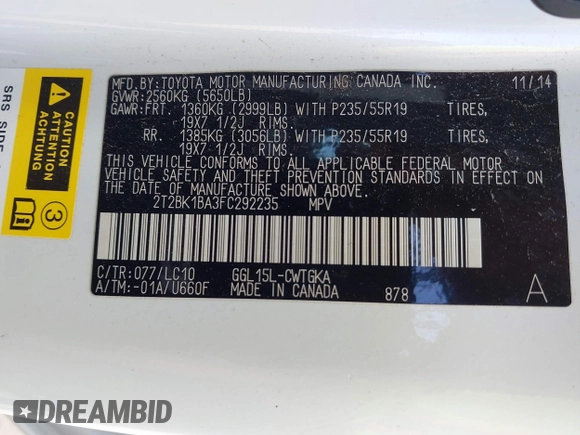 MFD.BY:TOYOTA MOTOR MANUFACTURING CANADA INC. 11/14
GVWR:2560KG (5650LB)
GAWR:FRT. 1360KG (2999LB) WITH P235/55R19 TIRES,
19X7 1/2J RIMS.
RR. 1385KG (3056LB) WITH P235/55R19 TIRES,
19X7 1/2J RIMS.
THIS VEHICLE CONFORMS TO ALL APPLICABLE FEDERAL MOTOR
VEHICLE SAFETY AND THEFT PREVENTION STANDARDS IN EFFECT
ON THE DATE OF MANUFACTURE SHOWN ABOVE.
2T2BK1BA3FC292235 MPV
C/TR:077/LC10 GGL15L-CWTGKA
A/TM:-01A/U660F MADE IN CANADA 878 A
CAUTION
ATTENTION
ACHTUNG
3
SRS SIDE
DREAMBID